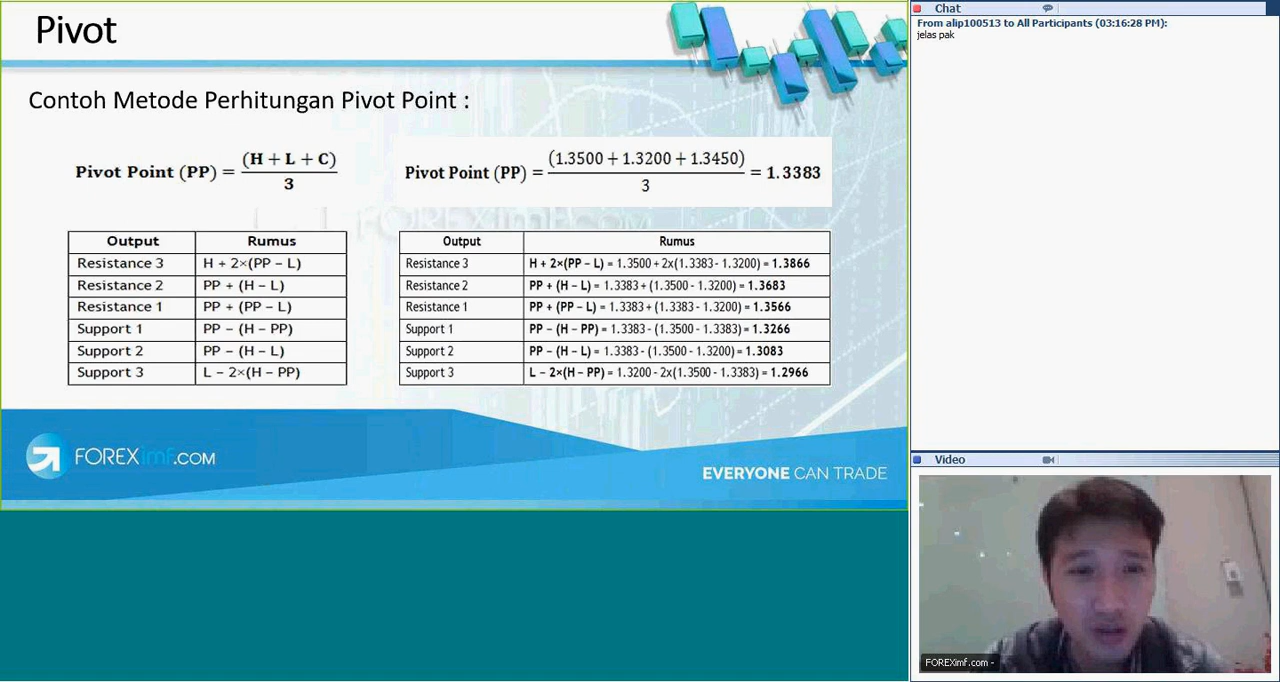 Pivot
Contoh Metode Perhitungan Pivot Point :
Pivot Point (PP) = (H + L + C) / 3
Pivot Point (PP) = (1.3500 + 1.3200 + 1.3450) / 3 = 1.3383
FOREXimf.COM
Output Rumus
Resistance 3 H + 2×(PP – L)
Resistance 2 PP + (H – L)
Resistance 1 PP + (PP – L)
Support 1 PP – (H – PP)
Support 2 PP – (H – L)
Support 3 L – 2×(H – PP)
Output Rumus
Resistance 3 H + 2×(PP – L) = 1.3500 + 2x(1.3383 - 1.3200) = 1.3866
Resistance 2 PP + (H – L) = 1.3383 + (1.3500 - 1.3200) = 1.3683
Resistance 1 PP + (PP – L) = 1.3383 + (1.3383 - 1.3200) = 1.3566
Support 1 PP – (H – PP) = 1.3383 - (1.3500 - 1.3383) = 1.3266
Support 2 PP – (H – L) = 1.3383 - (1.3500 - 1.3200) = 1.3083
Support 3 L – 2×(H – PP) = 1.3200 - 2x(1.3500 - 1.3383) = 1.2966
FOREXimf.COM
EVERYONE CAN TRADE
Chat
From alip100513 to All Participants (03:16:28 PM):
jelas pak
Video
FOREXimf.com -